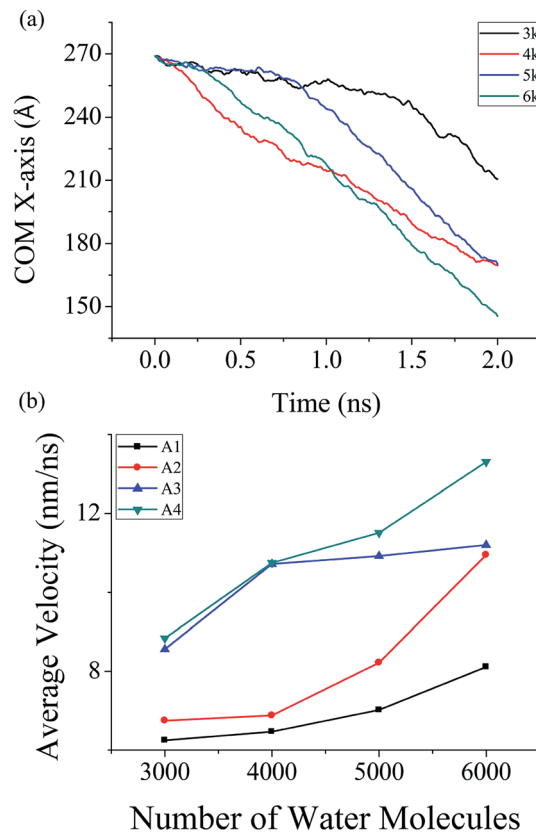 (a)
270
240
210
180
150
COM X-axis (Å)
3k
4k
5k
6k
0.0
0.5
1.0
1.5
2.0
Time (ns)
(b)
A1
A2
A3
A4
12
8
Average Velocity (nm/ns)
3000
4000
5000
6000
Number of Water Molecules